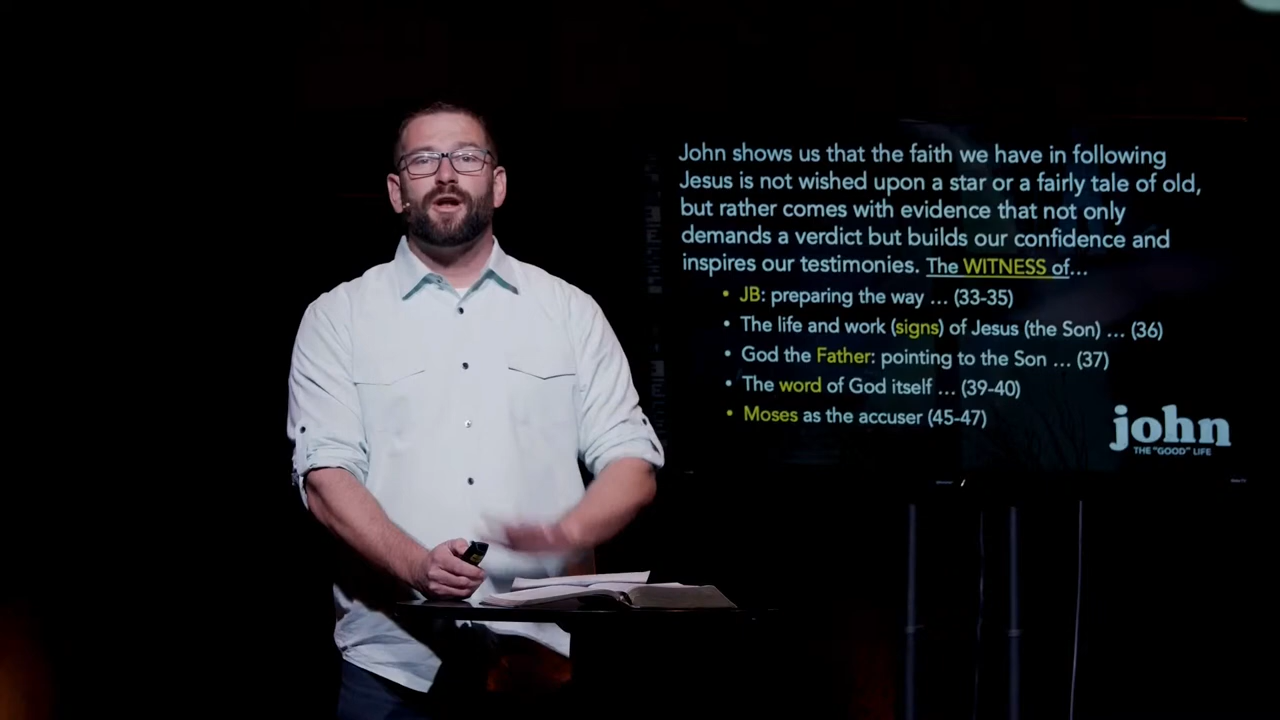 John shows us that the faith we have in following
Jesus is not wished upon a star or a fairly tale of old,
but rather comes with evidence that not only
demands a verdict but builds our confidence and
inspires our testimonies. The WITNESS of...
• JB: preparing the way ... (33-35)
• The life and work (signs) of Jesus (the Son) ... (36)
• God the Father: pointing to the Son ... (37)
• The word of God itself ... (39-40)
• Moses as the accuser (45-47)
john
THE "GOOD" LIFE